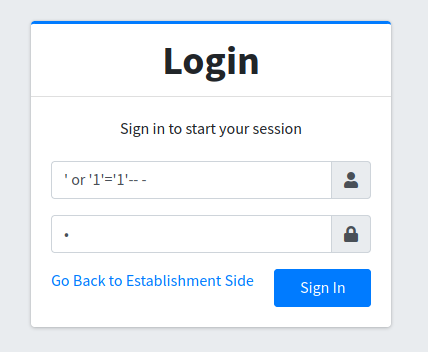 Login
Sign in to start your session
' or '1'='1'-- -
•
Go Back to Establishment Side
Sign In